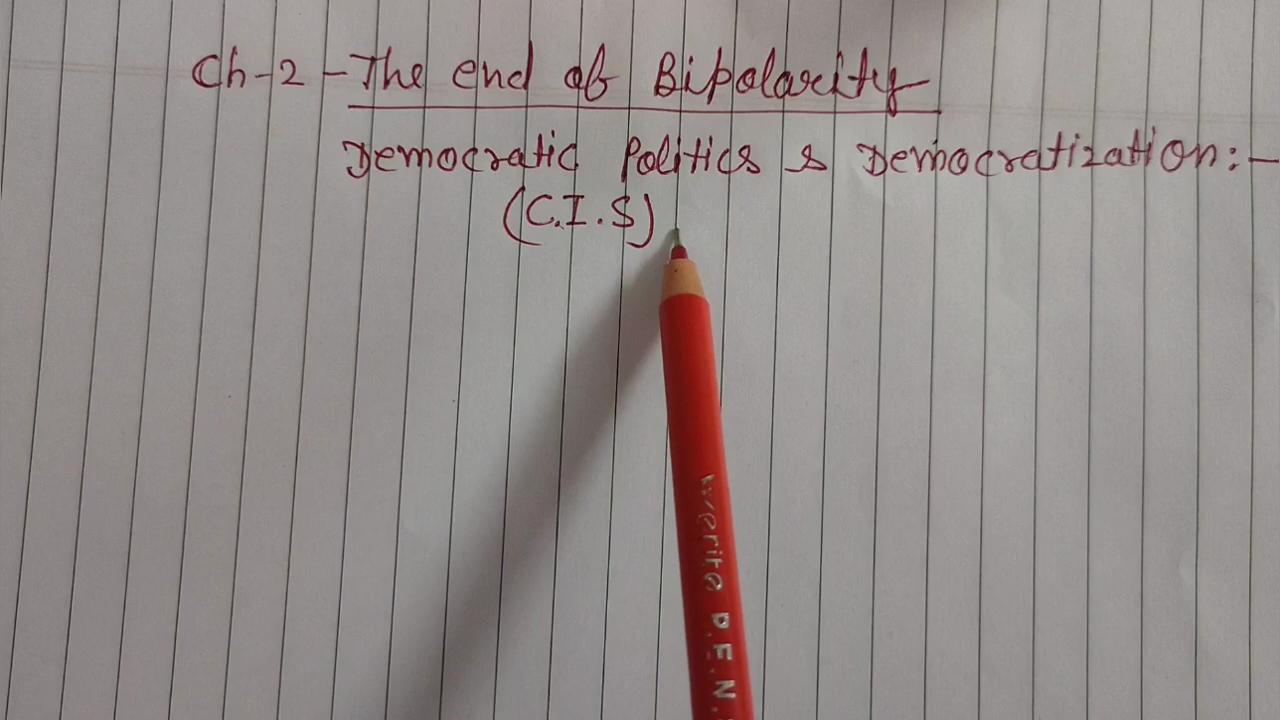 Ch-2 - The end of Bipolarity
Democratic Politics & Democratization:-
(C.I.S)